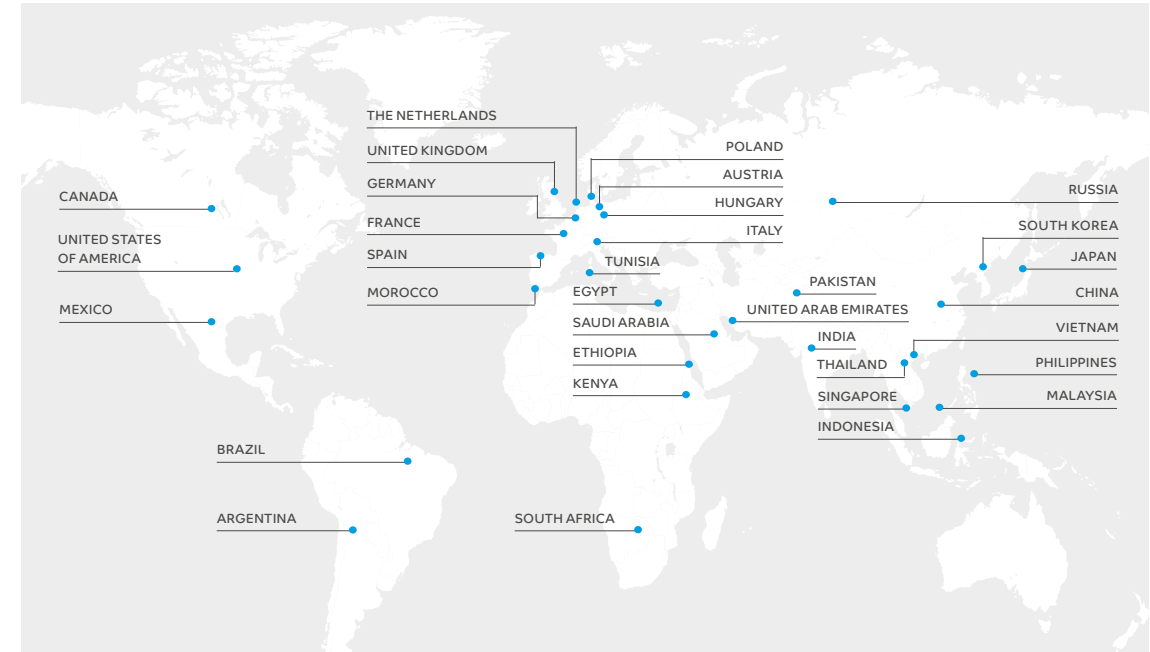 THE NETHERLANDS
UNITED KINGDOM
GERMANY
FRANCE
SPAIN
MOROCCO
CANADA
UNITED STATES
OF AMERICA
MEXICO
POLAND
AUSTRIA
HUNGARY
ITALY
TUNISIA
EGYPT
SAUDI ARABIA
ETHIOPIA
KENYA
RUSSIA
SOUTH KOREA
JAPAN
PAKISTAN
CHINA
UNITED ARAB EMIRATES
VIETNAM
INDIA
THAILAND
PHILIPPINES
SINGAPORE
MALAYSIA
INDONESIA
BRAZIL
ARGENTINA
SOUTH AFRICA